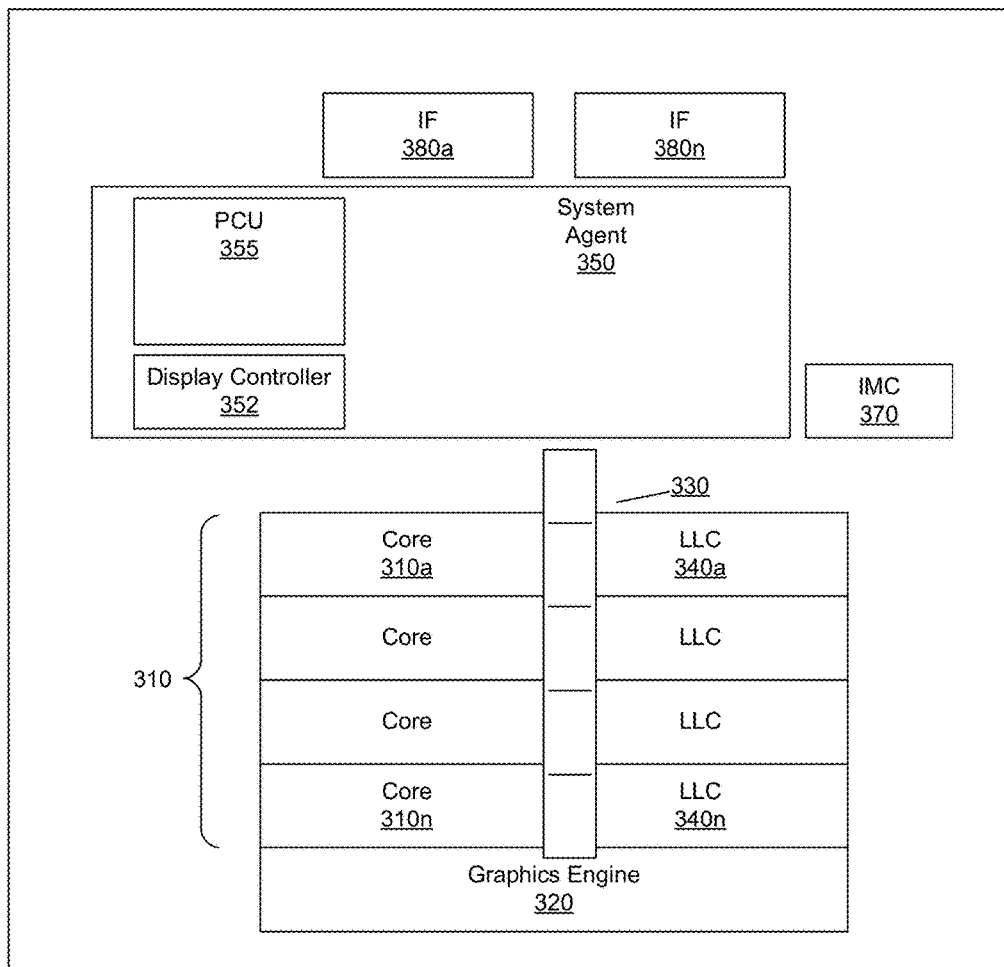 IF
380a
IF
380n
PCU
355
System
Agent
350
Display Controller
352
IMC
370
330
Core
310a
LLC
340a
Core
LLC
310
Core
LLC
Core
310n
LLC
340n
Graphics Engine
320